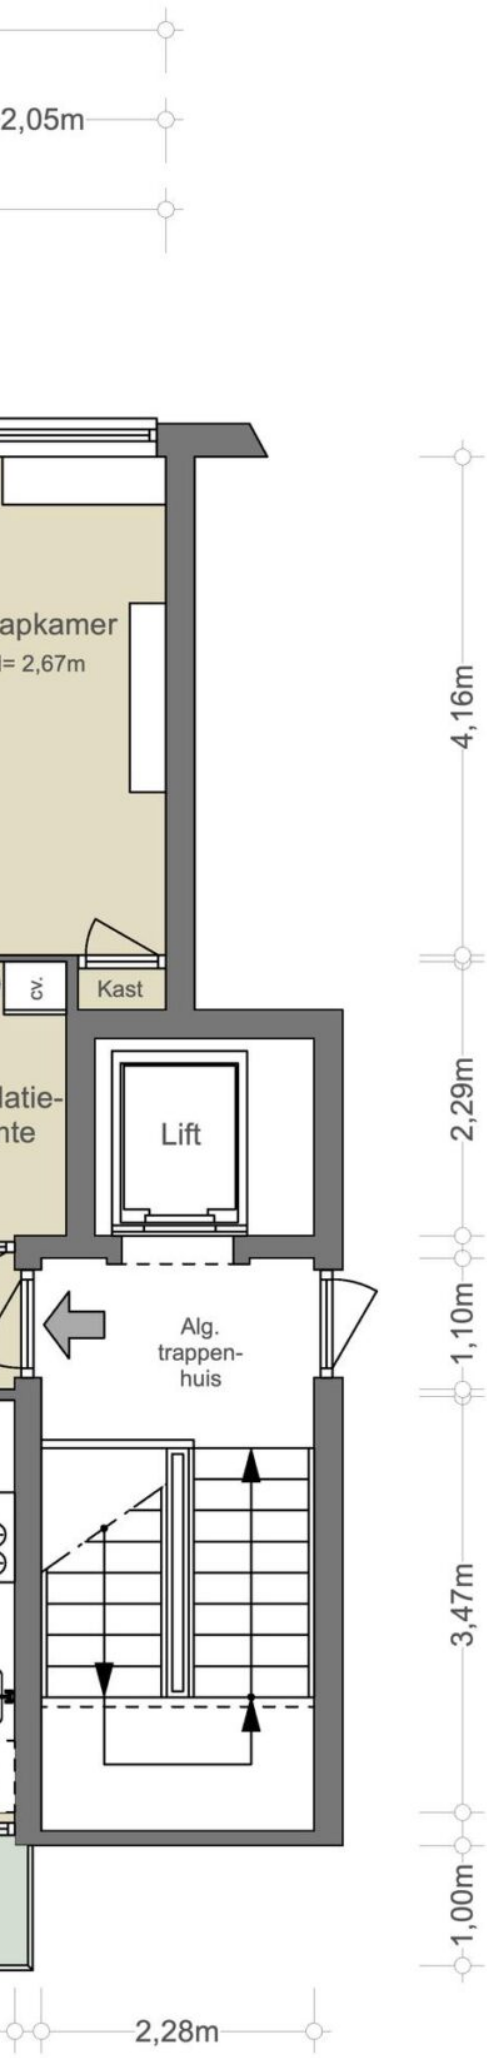 2,05m
apkamer
= 2,67m
4,16m
cv.
Kast
latie-
nte
Lift
2,29m
Alg.
trappen-
huis
1,10m
3,47m
1,00m
2,28m